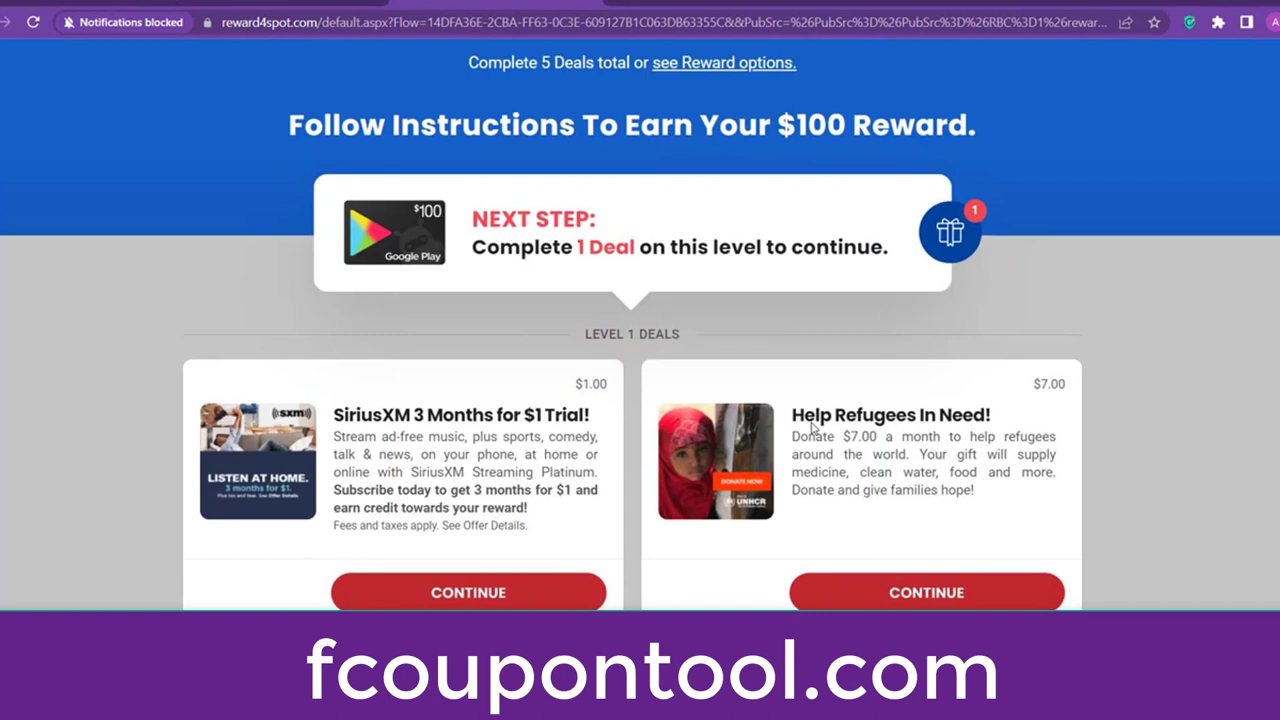 Notifications blocked
reward4spot.com/default.aspx?Flow=14DFA36E-2CBA-FF63-0C3E-609127B1C063DB63355C&&PubSrc=%26PubSrc%3D%26PubSrc%3D%26RBC%3D1%26rewar...
Complete 5 Deals total or see Reward options.
Follow Instructions To Earn Your $100 Reward.
$100
Google Play
NEXT STEP:
Complete 1 Deal on this level to continue.
1
LEVEL 1 DEALS
$1.00
SiriusXM 3 Months for $1 Trial!
Stream ad-free music, plus sports, comedy,
talk & news, on your phone, at home or
online with SiriusXM Streaming Platinum.
Subscribe today to get 3 months for $1 and
earn credit towards your reward!
Fees and taxes apply. See Offer Details.
((sxm))
LISTEN AT HOME.
3 months for $1.
Plus tax and fees. See Offer Details
CONTINUE
$7.00
Help Refugees In Need!
Donate $7.00 a month to help refugees
around the world. Your gift will supply
medicine, clean water, food and more.
Donate and give families hope!
DONATE NOW
UNHCR
CONTINUE
fcoupontool.com